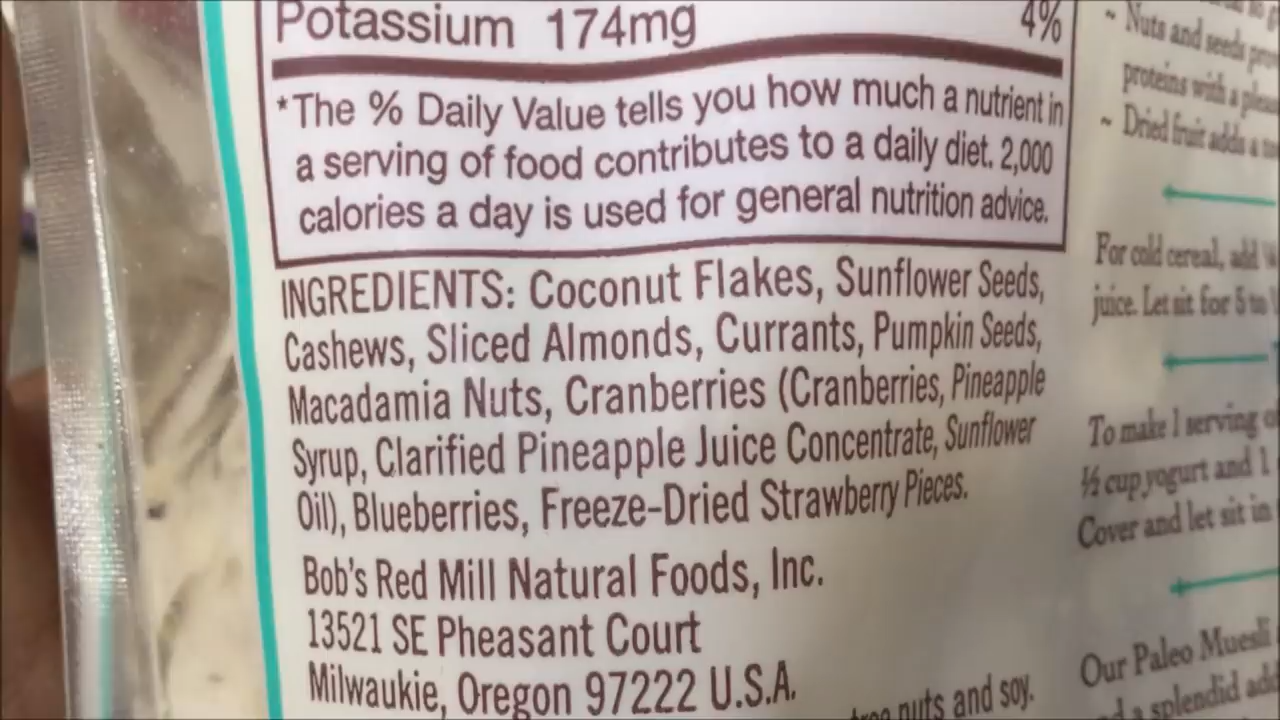 Potassium 174mg 4%
*The % Daily Value tells you how much a nutrient in
a serving of food contributes to a daily diet. 2,000
calories a day is used for general nutrition advice.
INGREDIENTS: Coconut Flakes, Sunflower Seeds,
Cashews, Sliced Almonds, Currants, Pumpkin Seeds,
Macadamia Nuts, Cranberries (Cranberries, Pineapple
Syrup, Clarified Pineapple Juice Concentrate, Sunflower
Oil), Blueberries, Freeze-Dried Strawberry Pieces.
Bob's Red Mill Natural Foods, Inc.
13521 SE Pheasant Court
Milwaukie, Oregon 97222 U.S.A.
nuts and soy.
~ Nuts and seeds
proteins with a
~ Dried fruit adds a
For cold cereal, add
juice. Let sit for 5 to
To make 1 serving
½ cup yogurt and 1
Cover and let sit in
Our Paleo Muesli
a splendid